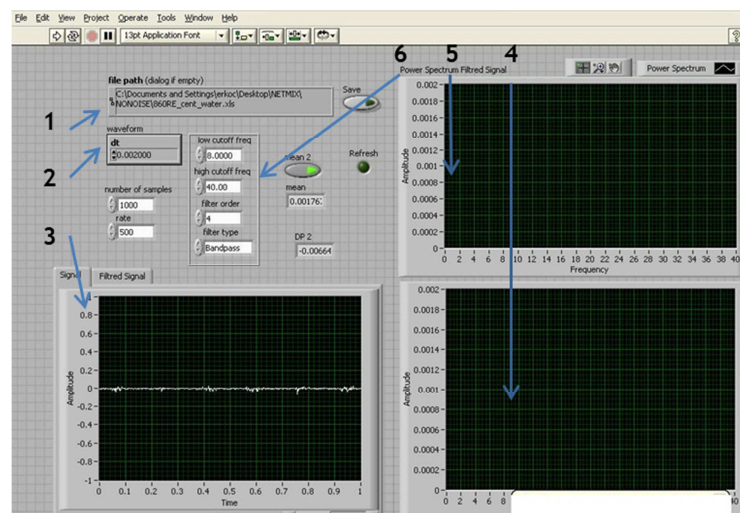 File Edit View Project Operate Tools Window Help
13pt Application Font
6 5 4
file path (dialog if empty)
C:\Documents and Settings\erkoc\Desktop\NETMIX\
NONOISE\860RE_cent_water.xls
Save
1
waveform
dt
0.002000
2
low cutoff freq
8.0000
high cutoff freq
40.00
filter order
4
filter type
Bandpass
mean 2
Refresh
mean
0.00176
DP 2
-0.00664
number of samples
1000
rate
500
3
Signal Filtred Signal
1
0.8
0.6
0.4
0.2
0
-0.2
-0.4
-0.6
-0.8
-1
Amplitude
0 0.1 0.2 0.3 0.4 0.5 0.6 0.7 0.8 0.9 1
Time
Power Spectrum Filtred Signal
Power Spectrum
0.002
0.0018
0.0016
0.0014
0.0012
0.001
0.0008
0.0006
0.0004
0.0002
0
Amplitude
0 2 4 6 8 10 12 14 16 18 20 22 24 26 28 30 32 34 36 38 40
Frequency
0.002
0.0018
0.0016
0.0014
0.0012
0.001
0.0008
0.0006
0.0004
0.0002
0
Amplitude
0 2 4 6 8
40